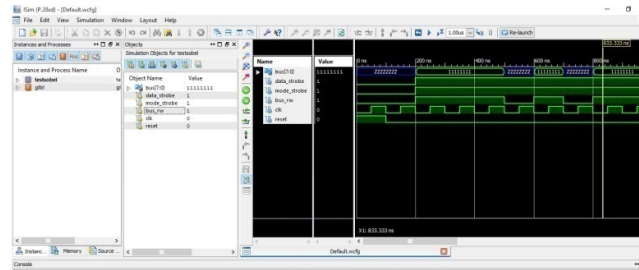 ISim (P.20xd) - [Default.wcfg]
File Edit View Simulation Window Layout Help
1.00us
Re-launch
Instances and Processes
Instance and Process Name
testsobel
glbl
Instanc...
Memory
Source ...
Objects
Simulation Objects for testsobel
Object Name Value
bus[7:0] 11111111
data_strobe 1
mode_strobe 1
bus_rw 1
clk 0
reset 0
Name Value
bus[7:0] 11111111
data_strobe 1
mode_strobe 1
bus_rw 1
clk 0
reset 0
833.333 ns
0 ns 200 ns 400 ns 600 ns 800 ns
ZZZZZZZZ 11111111 ZZZZZZZZ 11111111 ZZZZZZZZ 11111111
X1: 833.333 ns
Default.wcfg
Console